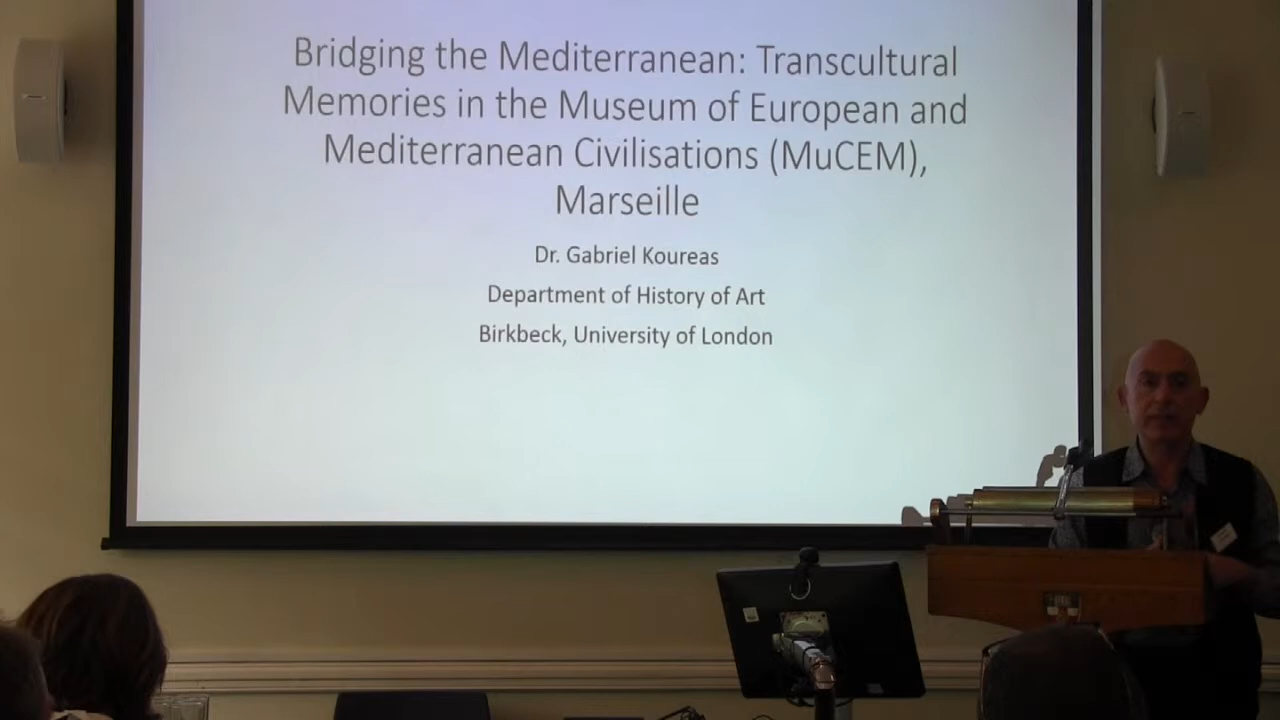 Bridging the Mediterranean: Transcultural
Memories in the Museum of European and
Mediterranean Civilisations (MuCEM),
Marseille
Dr. Gabriel Koureas
Department of History of Art
Birkbeck, University of London